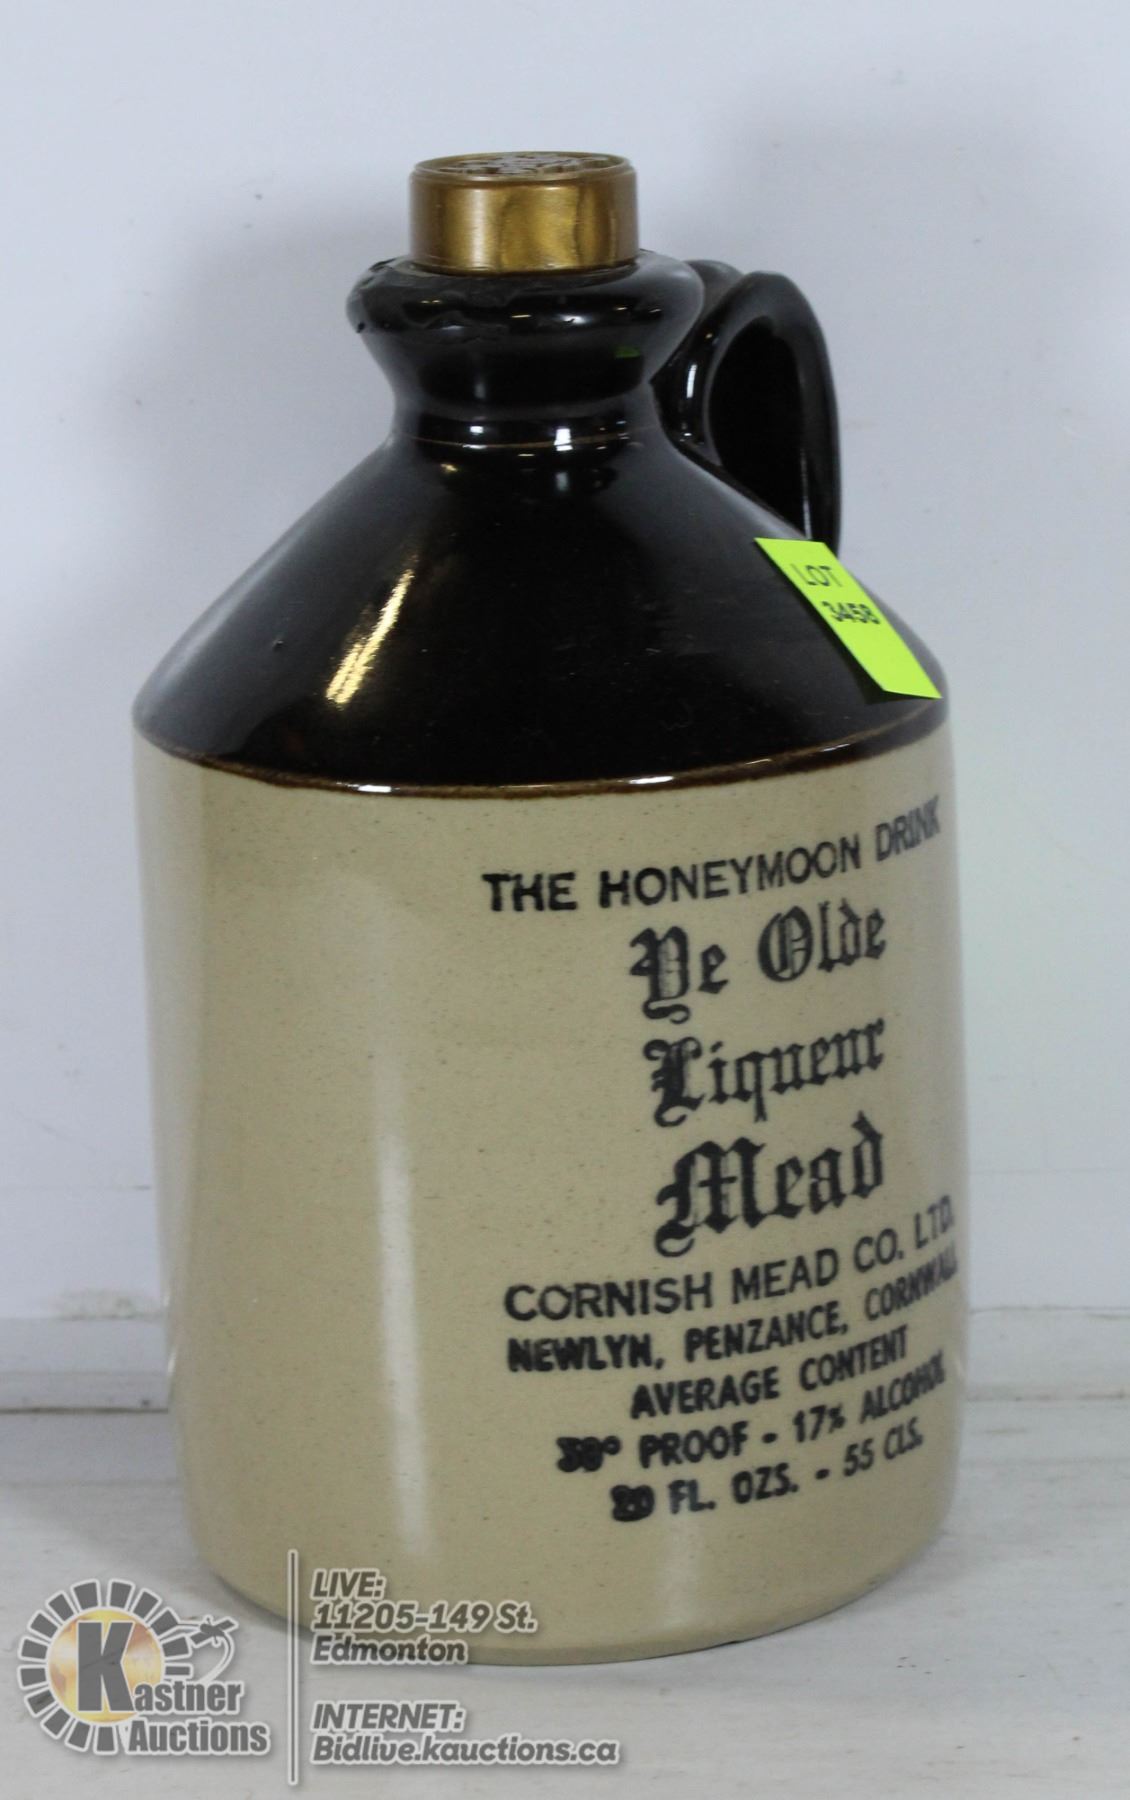 LOT
3458
THE HONEYMOON DRINK
Ye Olde
Liqueur
Mead
CORNISH MEAD CO. LTD.
NEWLYN, PENZANCE, CORNWALL
AVERAGE CONTENT
30° PROOF - 17% ALCOHOL
20 FL. OZS. - 55 CLS.
Kastner
Auctions
LIVE:
11205-149 St.
Edmonton
INTERNET:
Bidlive.kauctions.ca